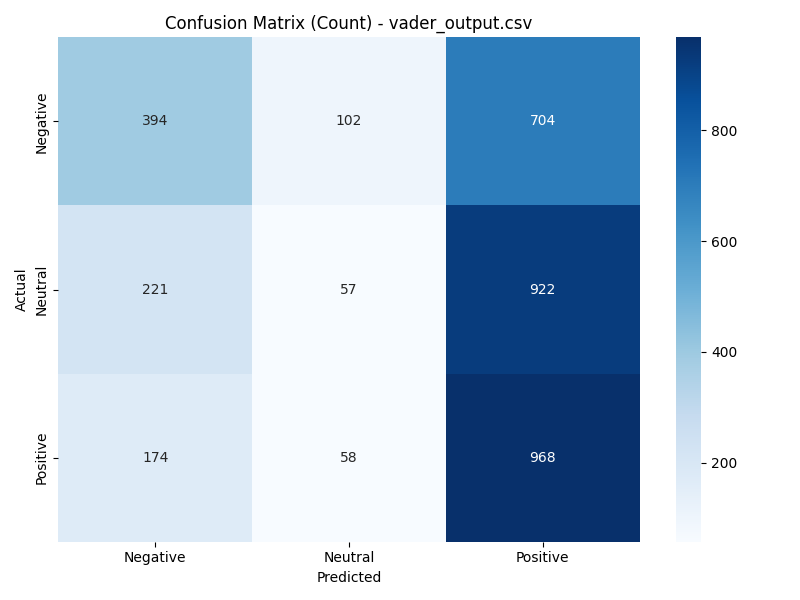 Confusion Matrix (Count) - vader_output.csv
Actual
Negative
394
102
704
Neutral
221
57
922
Positive
174
58
968
Negative
Neutral
Positive
Predicted
800
600
400
200